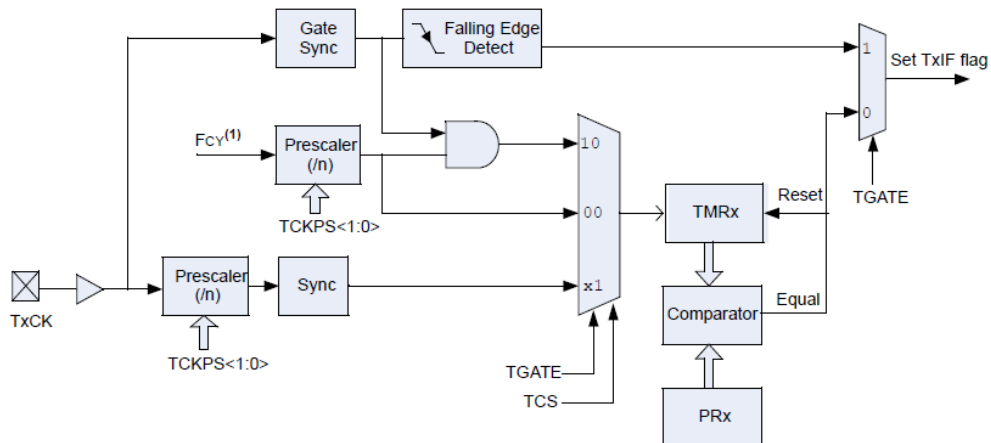 Gate
Sync
Falling Edge
Detect
1
Set TxIF flag
0
FCY(1)
Prescaler
(/n)
10
TGATE
TCKPS<1:0>
00
TMRx
Reset
Prescaler
(/n)
Sync
x1
TxCK
Comparator
Equal
TCKPS<1:0>
TGATE
TCS
PRx